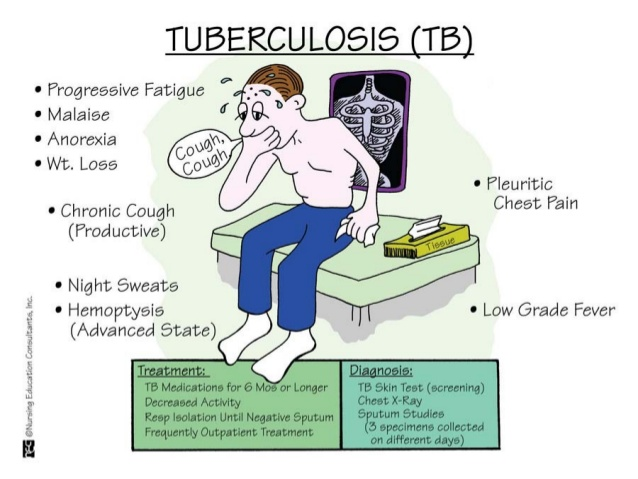 TUBERCULOSIS (TB)
• Progressive Fatigue
• Malaise
• Anorexia
• Wt. Loss
Cough,
Cough
• Chronic Cough
(Productive)
• Night Sweats
• Hemoptysis
(Advanced State)
• Pleuritic
Chest Pain
Tissue
• Low Grade Fever
Treatment:
TB Medications for 6 Mos or Longer
Decreased Activity
Resp Isolation Until Negative Sputum
Frequently Outpatient Treatment
Diagnosis:
TB Skin Test (screening)
Chest X-Ray
Sputum Studies
(3 specimens collected
on different days)
©Nursing Education Consultants, Inc.